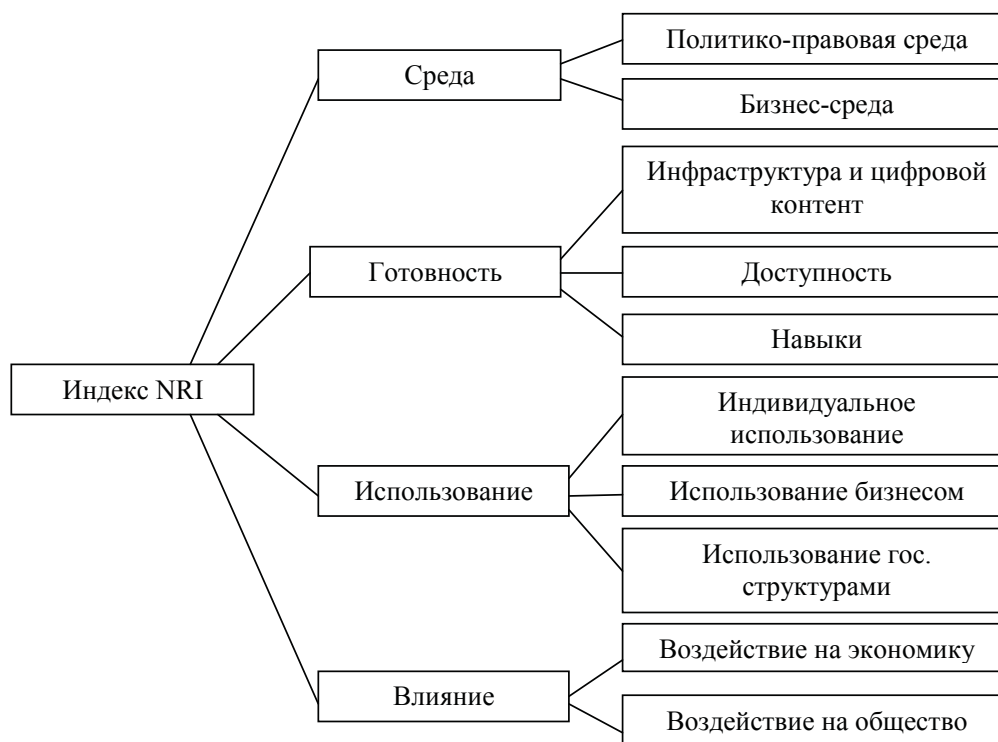 Индекс NRI
Среда
Политико-правовая среда
Бизнес-среда
Готовность
Инфраструктура и цифровой
контент
Доступность
Навыки
Использование
Индивидуальное
использование
Использование бизнесом
Использование гос.
структурами
Влияние
Воздействие на экономику
Воздействие на общество